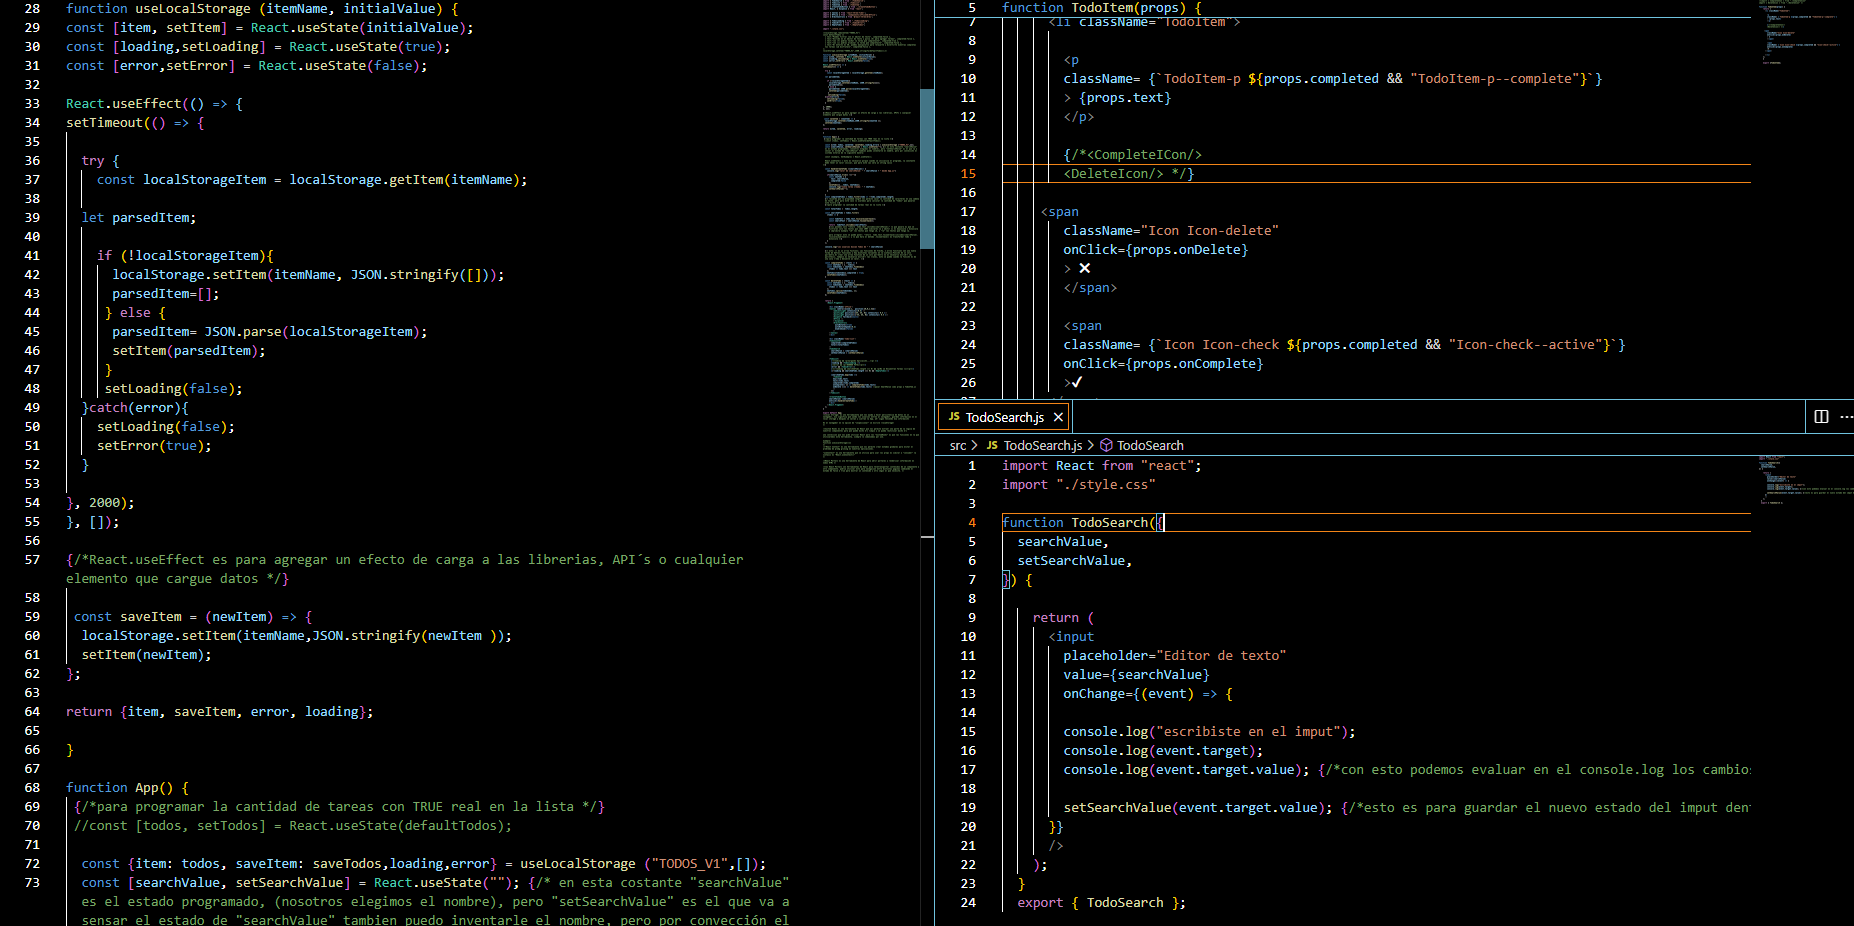 28 function useLocalStorage (itemName, initialValue) {
29 const [item, setItem] = React.useState(initialValue);
30 const [loading,setLoading] = React.useState(true);
31 const [error,setError] = React.useState(false);
32
33 React.useEffect(() => {
34 setTimeout(() => {
35
36 try {
37 const localStorageItem = localStorage.getItem(itemName);
38
39 let parsedItem;
40
41 if (!localStorageItem){
42 localStorage.setItem(itemName, JSON.stringify([]));
43 parsedItem=[];
44 } else {
45 parsedItem= JSON.parse(localStorageItem);
46 setItem(parsedItem);
47 }
48 setLoading(false);
49 }catch(error){
50 setLoading(false);
51 setError(true);
52 }
53
54 }, 2000);
55 }, []);
56
57 {/*React.useEffect es para agregar un efecto de carga a las librerias, API´s o cualquier
elemento que cargue datos */}
58
59 const saveItem = (newItem) => {
60 localStorage.setItem(itemName,JSON.stringify(newItem ));
61 setItem(newItem);
62 };
63
64 return {item, saveItem, error, loading};
65
66 }
67
68 function App() {
69 {/*para programar la cantidad de tareas con TRUE real en la lista */}
70 //const [todos, setTodos] = React.useState(defaultTodos);
71
72 const {item: todos, saveItem: saveTodos,loading,error} = useLocalStorage ("TODOS_V1",[]);
73 const [searchValue, setSearchValue] = React.useState(""); {/* en esta costante "searchValue"
es el estado programado, (nosotros elegimos el nombre), pero "setSearchValue" es el que va a
sensar el estado de "searchValue" tambien puedo inventarle el nombre, pero por convección el
5 function TodoItem(props) {
7 <li className="TodoItem">
8
9 <p
10 className= {`TodoItem-p ${props.completed && "TodoItem-p--complete"}`}
11 > {props.text}
12 </p>
13
14 {/*<CompleteICon/>
15 <DeleteIcon/> */}
16
17 <span
18 className="Icon Icon-delete"
19 onClick={props.onDelete}
20 > ❌
21 </span>
22
23 <span
24 className= {`Icon Icon-check ${props.completed && "Icon-check--active"}`}
25 onClick={props.onComplete}
26 >✔
JS TodoSearch.js
src > JS TodoSearch.js > TodoSearch
1 import React from "react";
2 import "./style.css"
3
4 function TodoSearch({
5 searchValue,
6 setSearchValue,
7 }) {
8
9 return (
10 <input
11 placeholder="Editor de texto"
12 value={searchValue}
13 onChange={(event) => {
14
15 console.log("escribiste en el imput");
16 console.log(event.target);
17 console.log(event.target.value); {/*con esto podemos evaluar en el console.log los cambios
18
19 setSearchValue(event.target.value); {/*esto es para guardar el nuevo estado del imput den
20 }}
21 />
22 );
23 }
24 export { TodoSearch };